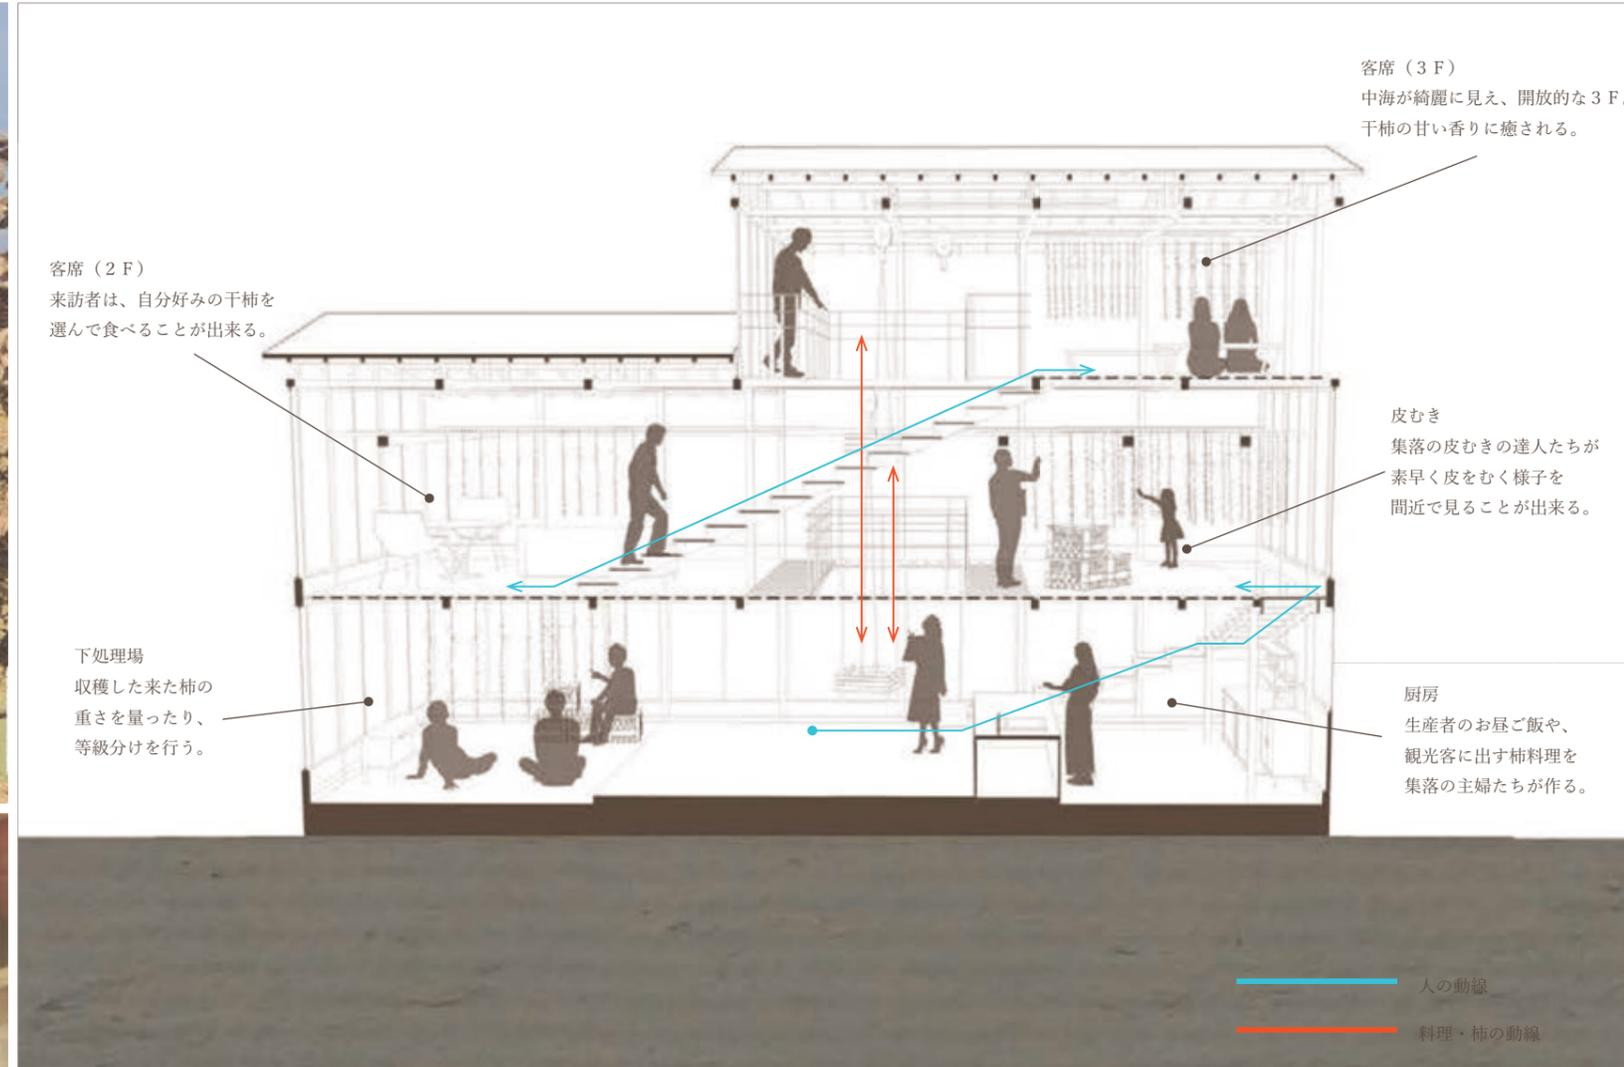 客席（３Ｆ）
中海が綺麗に見え、開放的な３Ｆ
干柿の甘い香りに癒される。
客席（２Ｆ）
来訪者は、自分好みの干柿を
選んで食べることが出来る。
皮むき
集落の皮むきの達人たちが
素早く皮をむく様子を
間近で見ることが出来る。
下処理場
収穫した来た柿の
重さを量ったり、
等級分けを行う。
厨房
生産者のお昼ご飯や、
観光客に出す柿料理を
集落の主婦たちが作る。
人の動線
料理・柿の動線